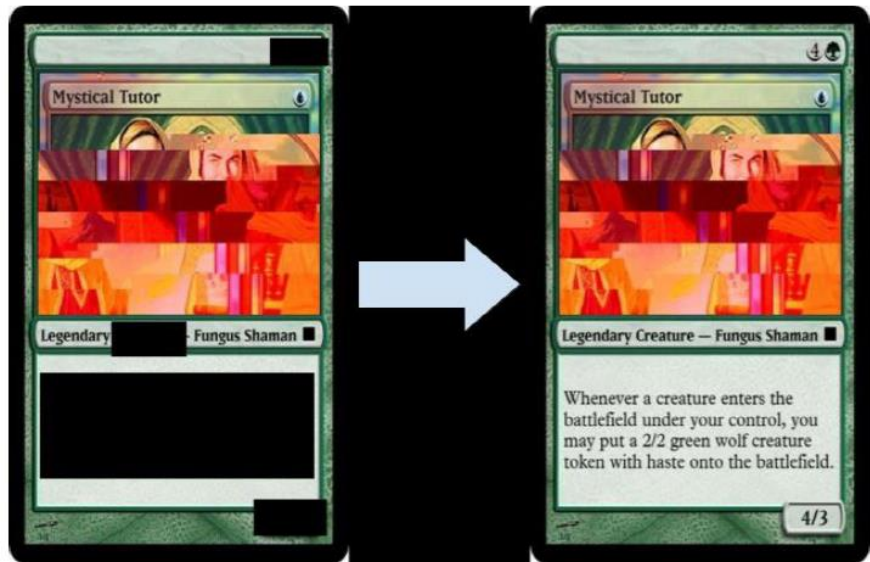 Mystical Tutor
Legendary
- Fungus Shaman
4
Mystical Tutor
Legendary Creature — Fungus Shaman
Whenever a creature enters the
battlefield under your control, you
may put a 2/2 green wolf creature
token with haste onto the battlefield.
4/3